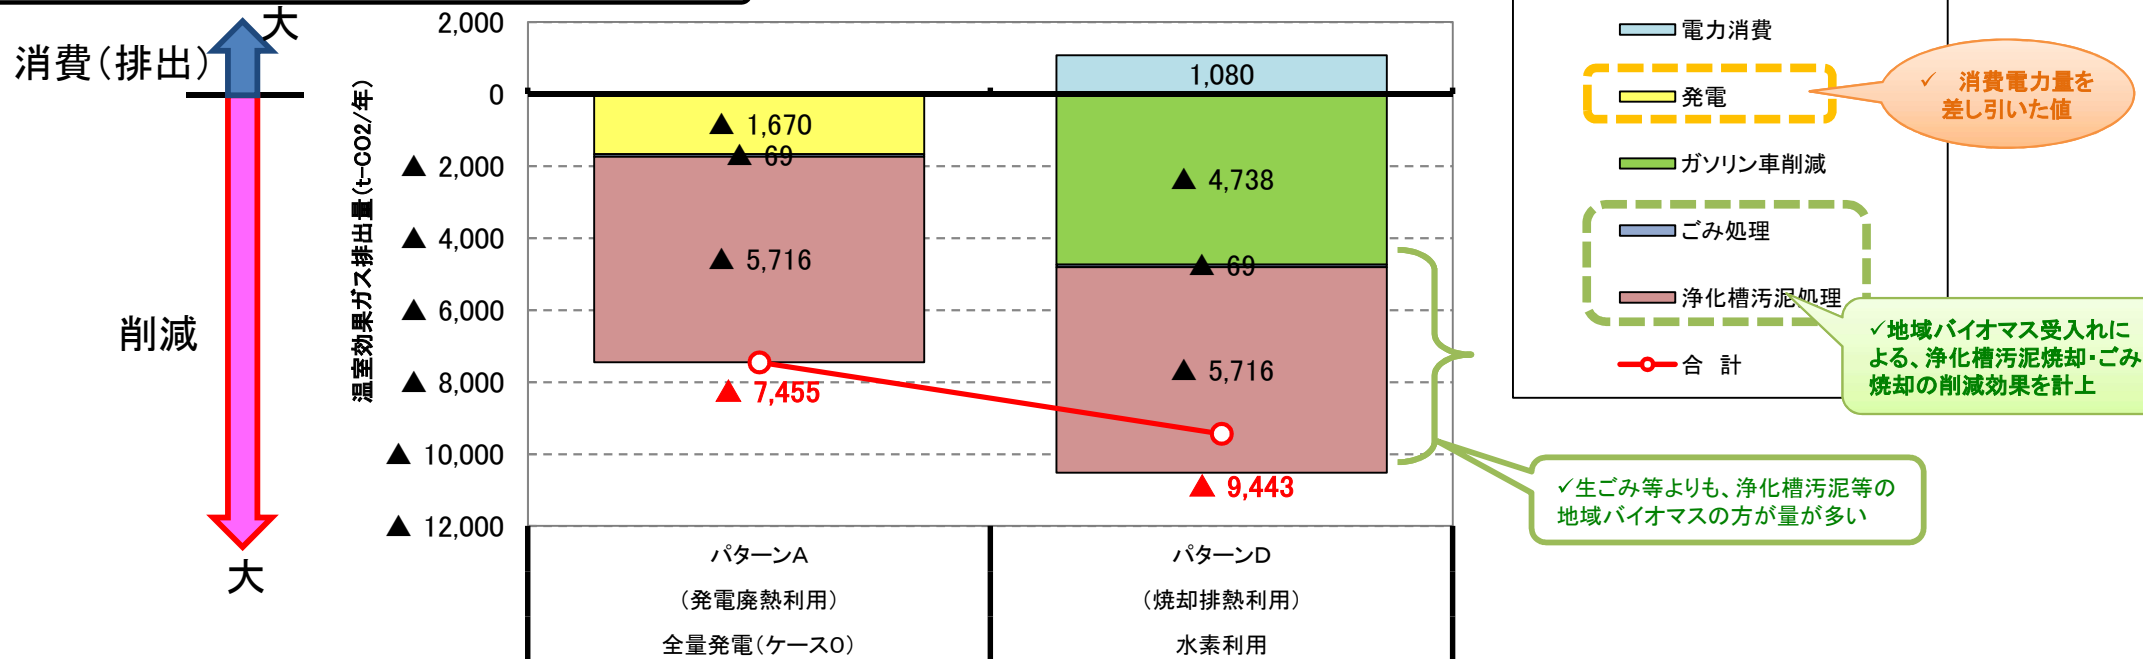 大
消費(排出)
削減
大
温室効果ガス排出量(t-CO2/年)
2,000
0
▲ 2,000
▲ 4,000
▲ 6,000
▲ 8,000
▲ 10,000
▲ 12,000
▲ 1,670
▲ 69
▲ 5,716
▲ 7,455
1,080
▲ 4,738
▲ 69
▲ 5,716
▲ 9,443
パターンA
(発電廃熱利用)
全量発電(ケース0)
パターンD
(焼却排熱利用)
水素利用
電力消費
発電
ガソリン車削減
ごみ処理
浄化槽汚泥処理
合 計
✓ 消費電力量を
差し引いた値
✓地域バイオマス受入れに
よる、浄化槽汚泥焼却・ごみ
焼却の削減効果を計上
✓生ごみ等よりも、浄化槽汚泥等の
地域バイオマスの方が量が多い